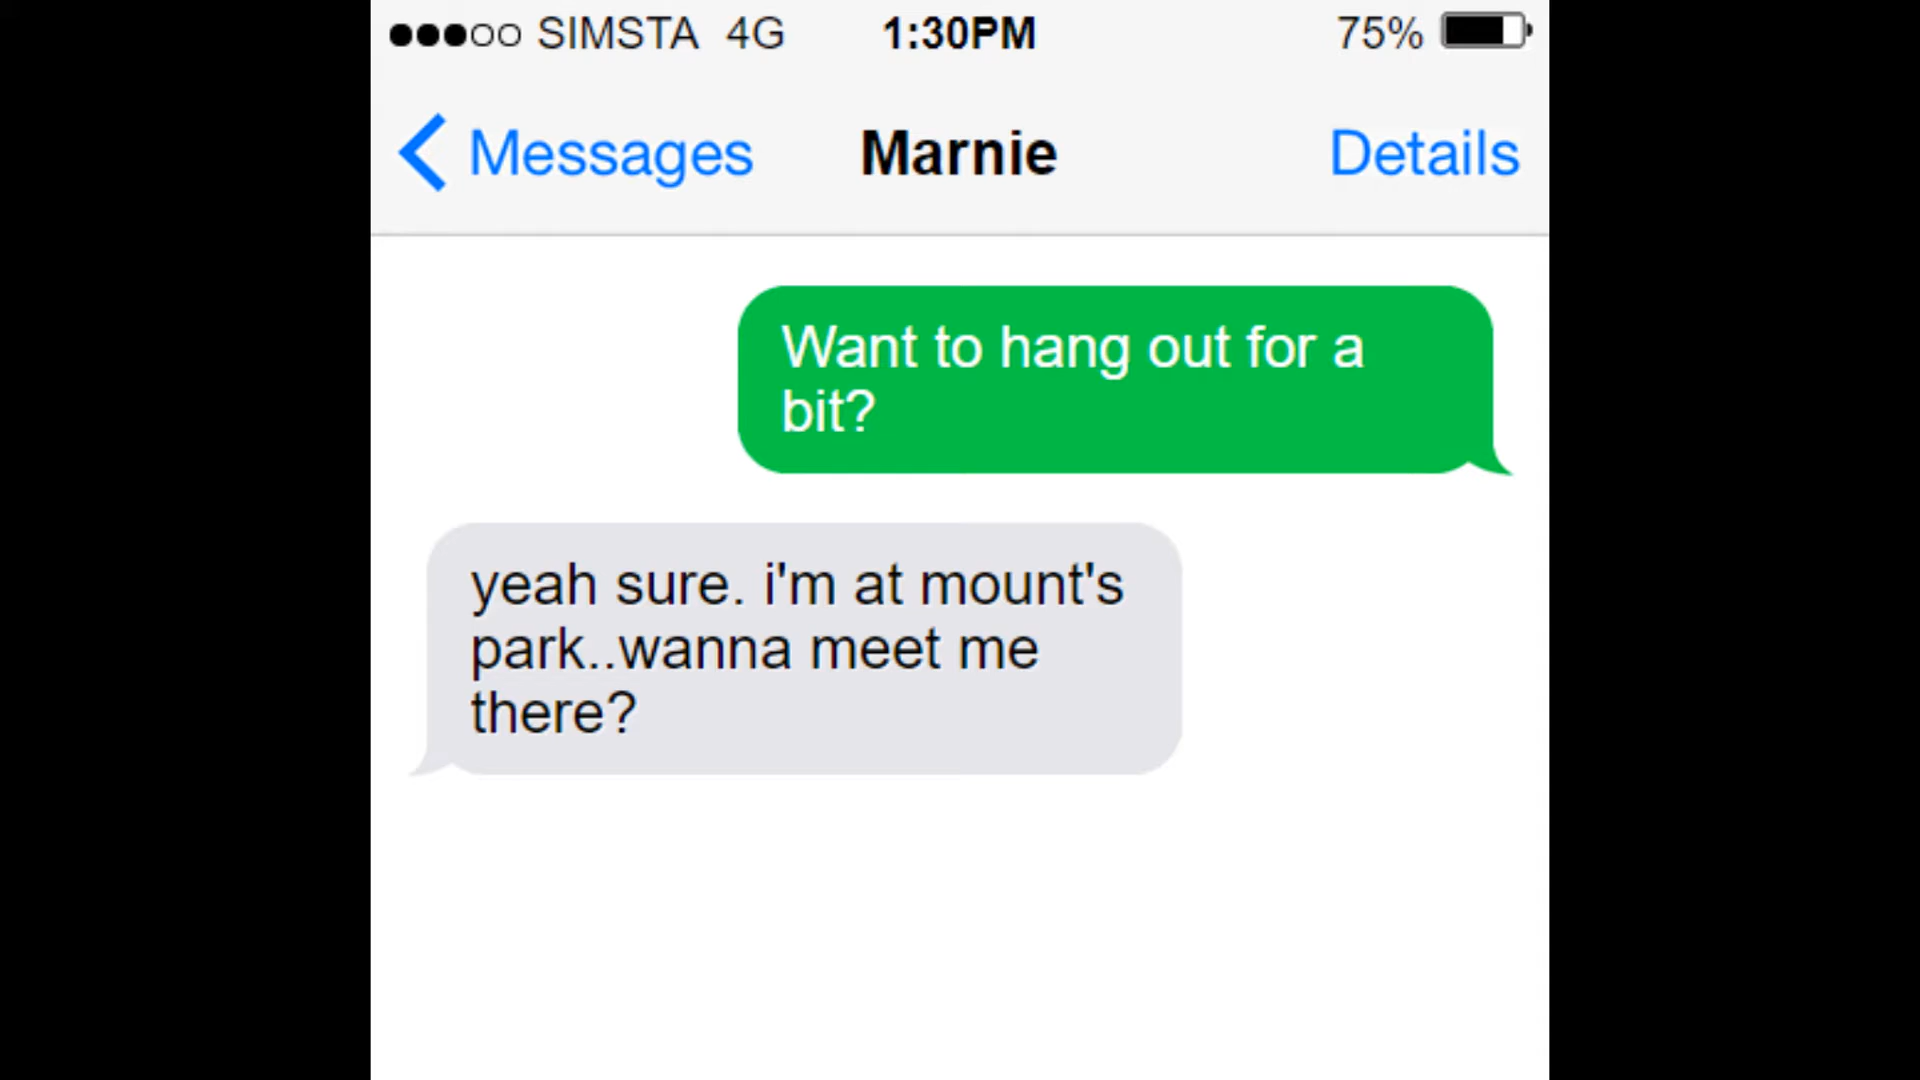 SIMSTA 4G 1:30PM 75%
Messages Marnie Details
Want to hang out for a
bit?
yeah sure. i'm at mount's
park..wanna meet me
there?